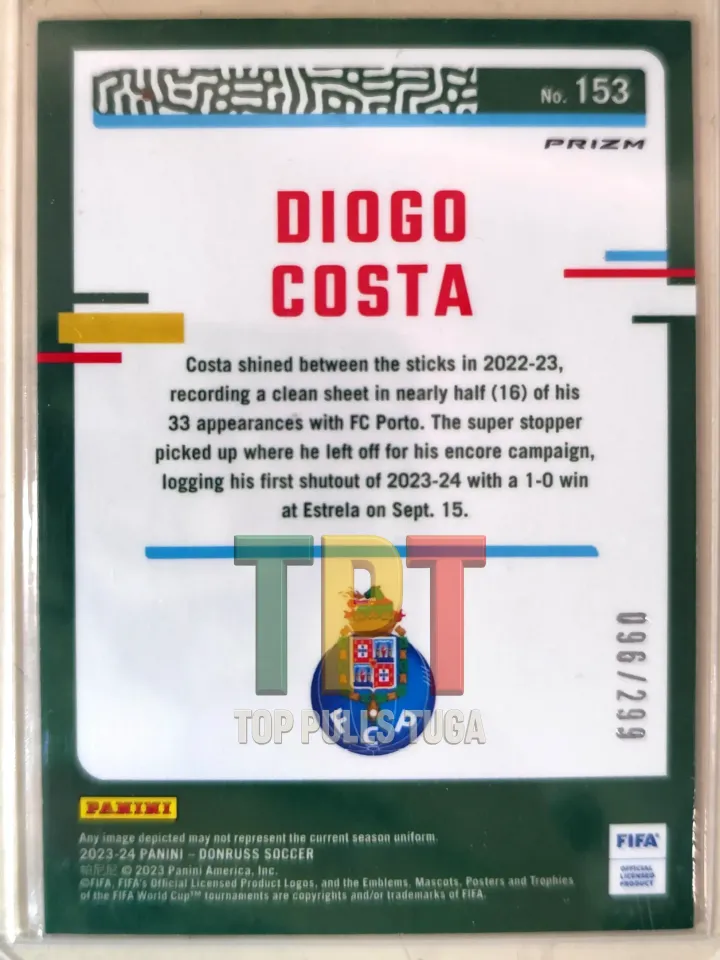 No. 153
PRIZM
DIOGO
COSTA
Costa shined between the sticks in 2022-23,
recording a clean sheet in nearly half (16) of his
33 appearances with FC Porto. The super stopper
picked up where he left off for his encore campaign,
logging his first shutout of 2023-24 with a 1-0 win
at Estrela on Sept. 15.
TPT
TOP PULLS TUGA
FCP
096/299
PANINI
Any image depicted may not represent the current season uniform.
2023-24 PANINI – DONRUSS SOCCER
帕尼尼 © 2023 Panini America, Inc.
©FIFA, FIFA's Official Licensed Product Logos, and the Emblems, Mascots, Posters and Trophies
of the FIFA World Cup™ tournaments are copyrights and/or trademarks of FIFA.
FIFA
OFFICIAL
LICENSED
PRODUCT